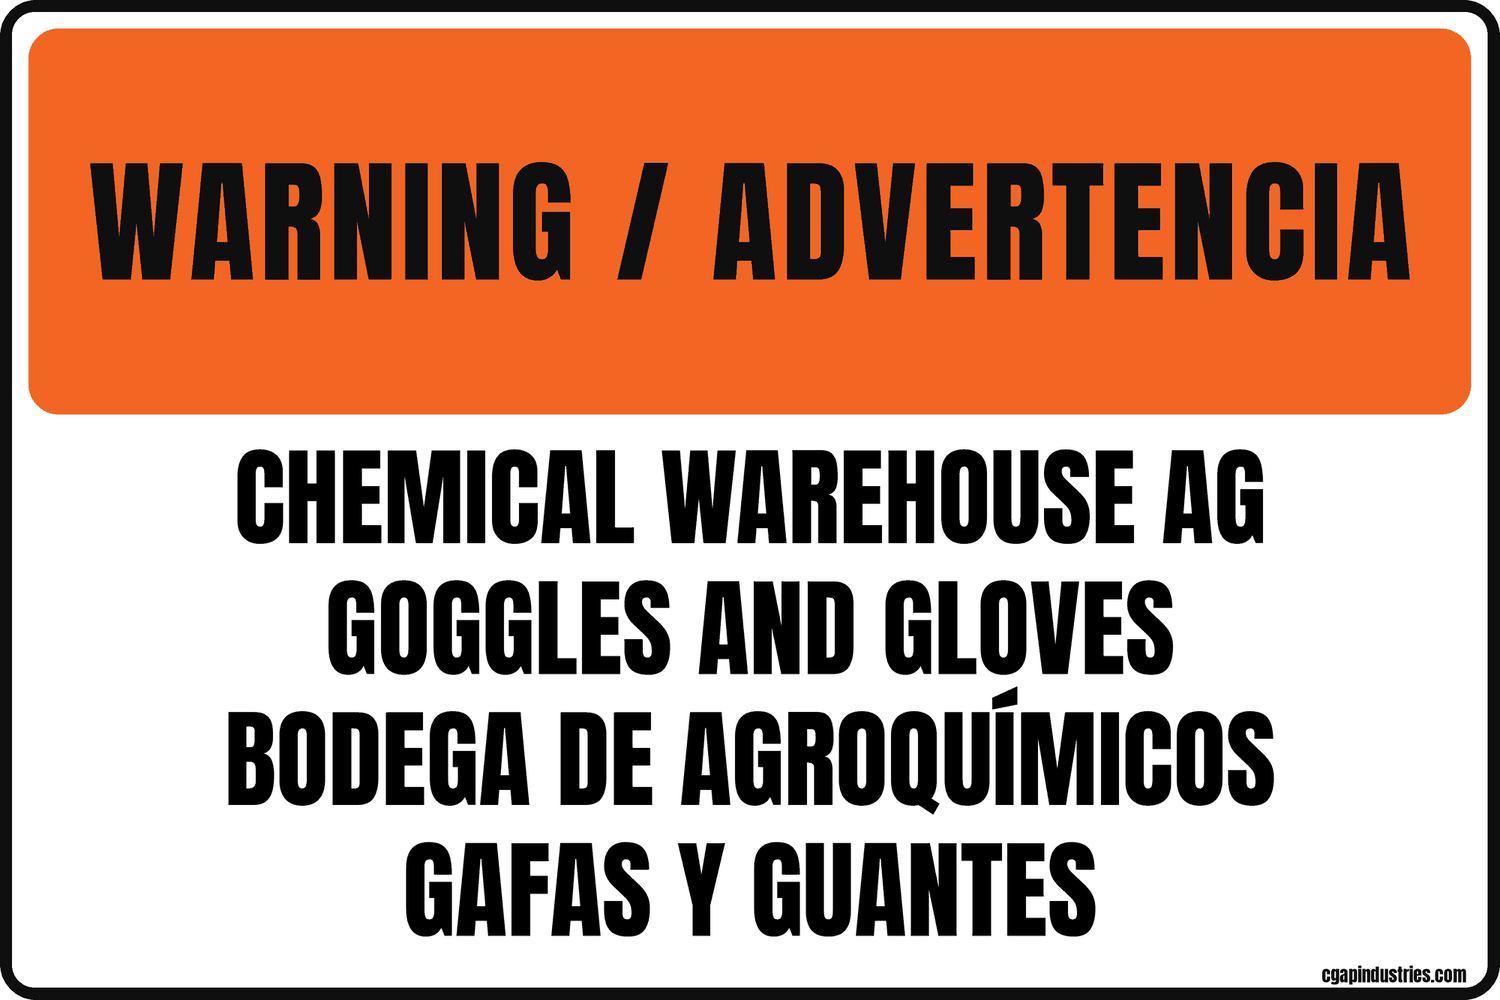 WARNING / ADVERTENCIA
CHEMICAL WAREHOUSE AG
GOGGLES AND GLOVES
BODEGA DE AGROQUÍMICOS
GAFAS Y GUANTES
cgapindustries.com